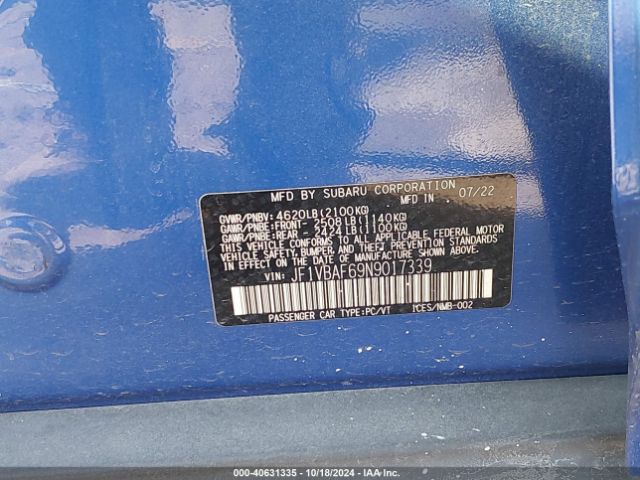 MFD BY SUBARU CORPORATION
MFD IN 07/22
GVWR/PNBV: 4620LB(2100KG)
GAWR/PNBE:FRONT- 2508LB(1140KG)
GAWR/PNBE:REAR - 2424LB(1100KG)
THIS VEHICLE CONFORMS TO ALL APPLICABLE FEDERAL MOTOR
VEHICLE SAFETY, BUMPER, AND THEFT PREVENTION STANDARDS
IN EFFECT ON THE DATE OF MANUFACTURE SHOWN ABOVE.
VIN: JF1VBAF69N9017339
PASSENGER CAR TYPE:PC/VT ICES/NMB-002
000-40631335 - 10/18/2024 - IAA Inc.